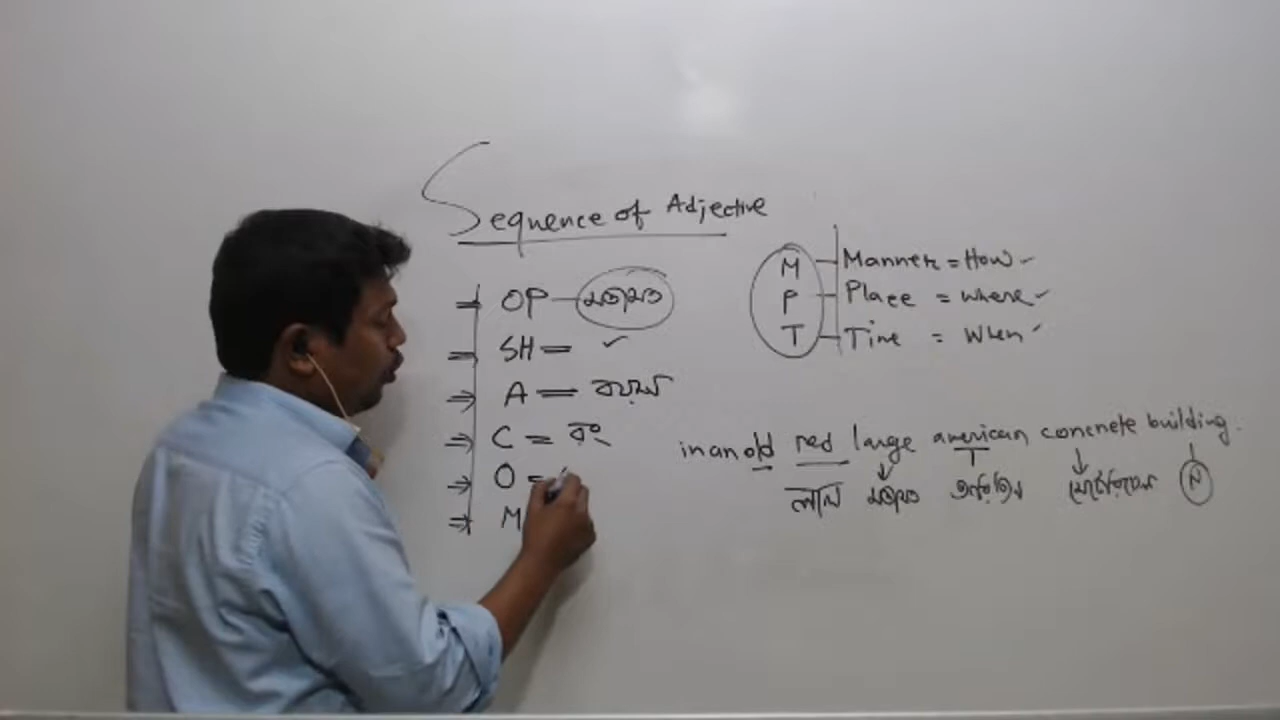 Sequence of Adjective
OP — মতামত
SH = ✓
A = বয়স
C = রং
O =
M
M Manner = How
P Place = where
T Time = When
in an old red large american concrete building.
লাল মতামত
N